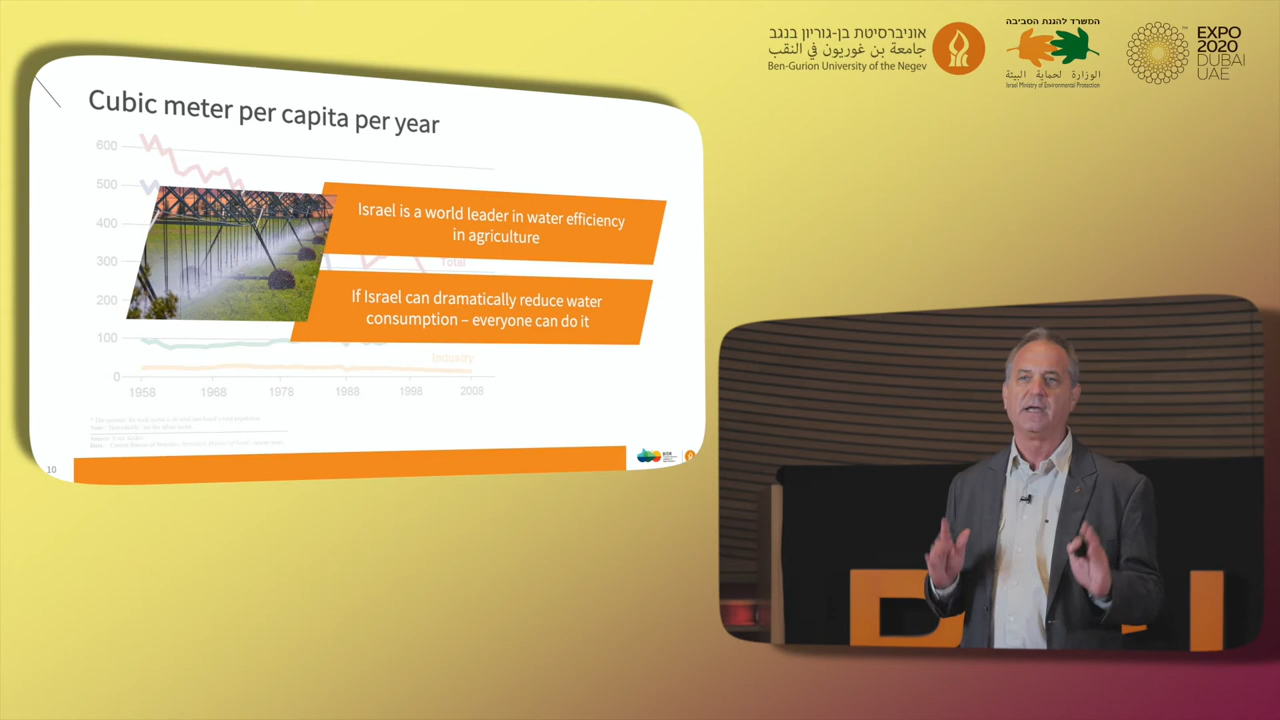 אוניברסיטת בן-גוריון בנגב
جامعة بن غوريون في النقب
Ben-Gurion University of the Negev
המשרד להגנת הסביבה
الوزارة لحماية البيئة
Israel Ministry of Environmental Protection
EXPO
2020
DUBAI
UAE
Cubic meter per capita per year
600
500
400
300
200
100
0
Israel is a world leader in water efficiency
in agriculture
Total
If Israel can dramatically reduce water
consumption – everyone can do it
Industry
1958 1968 1978 1988 1998 2008
10